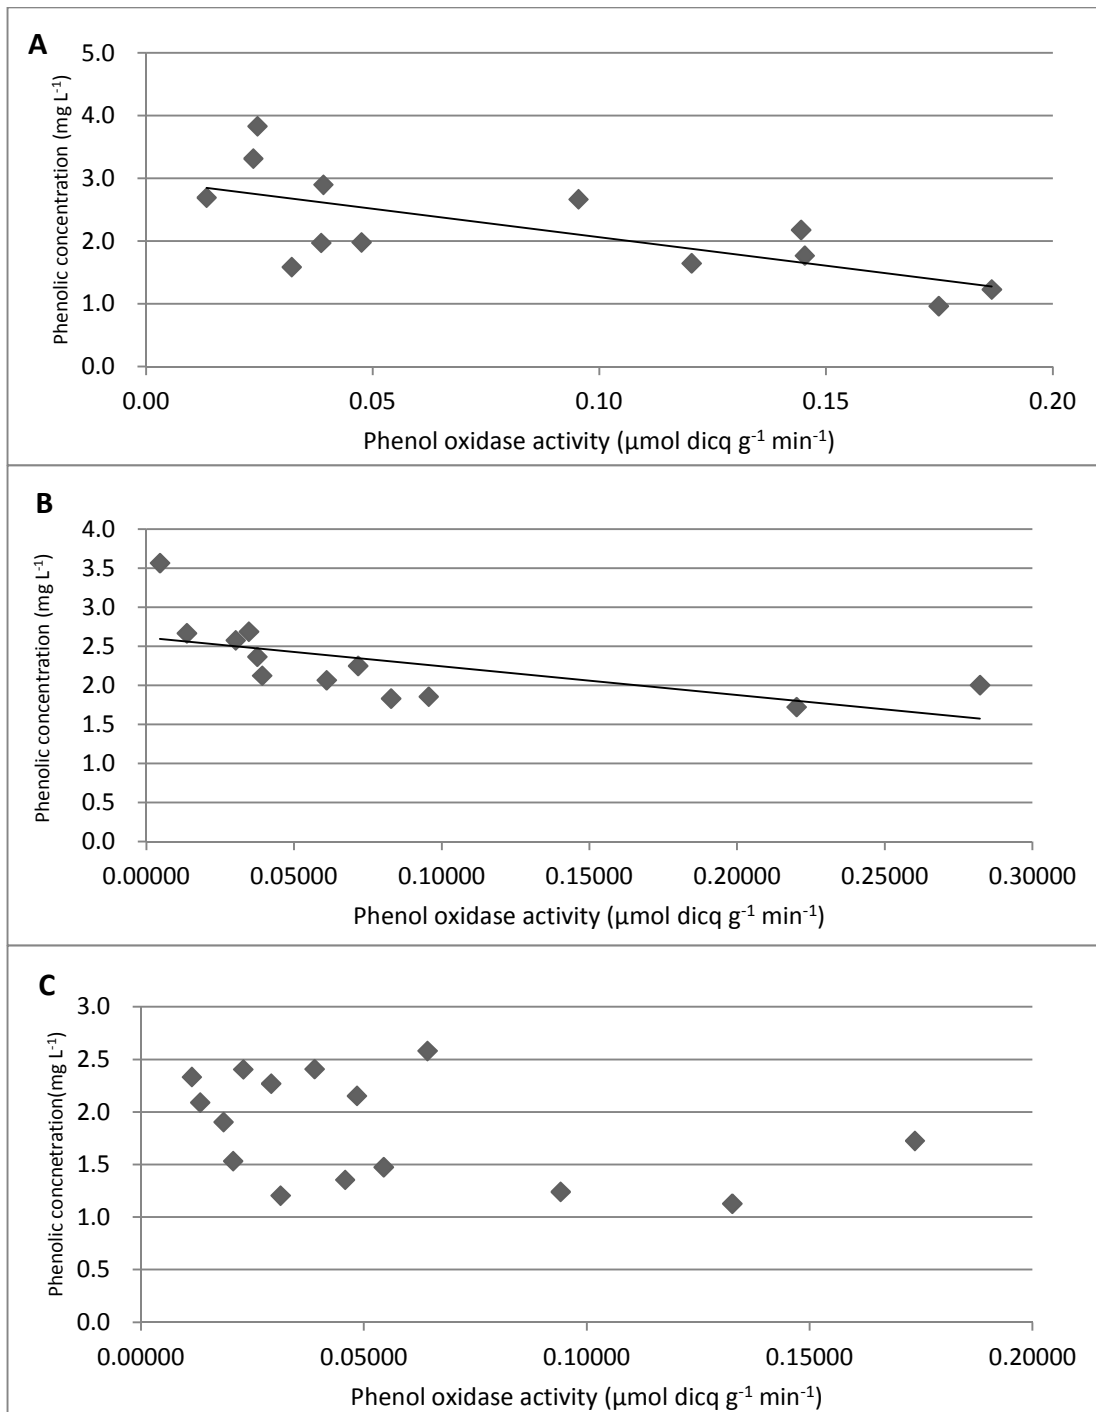 A
5.0
4.0
3.0
2.0
1.0
0.0
Phenolic concentration (mg L⁻¹)
0.00 0.05 0.10 0.15 0.20
Phenol oxidase activity (µmol dicq g⁻¹ min⁻¹)
B
4.0
3.5
3.0
2.5
2.0
1.5
1.0
0.5
0.0
Phenolic concentration (mg L⁻¹)
0.00000 0.05000 0.10000 0.15000 0.20000 0.25000 0.30000
Phenol oxidase activity (µmol dicq g⁻¹ min⁻¹)
C
3.0
2.5
2.0
1.5
1.0
0.5
0.0
Phenolic concnetration(mg L⁻¹)
0.00000 0.05000 0.10000 0.15000 0.20000
Phenol oxidase activity (µmol dicq g⁻¹ min⁻¹)